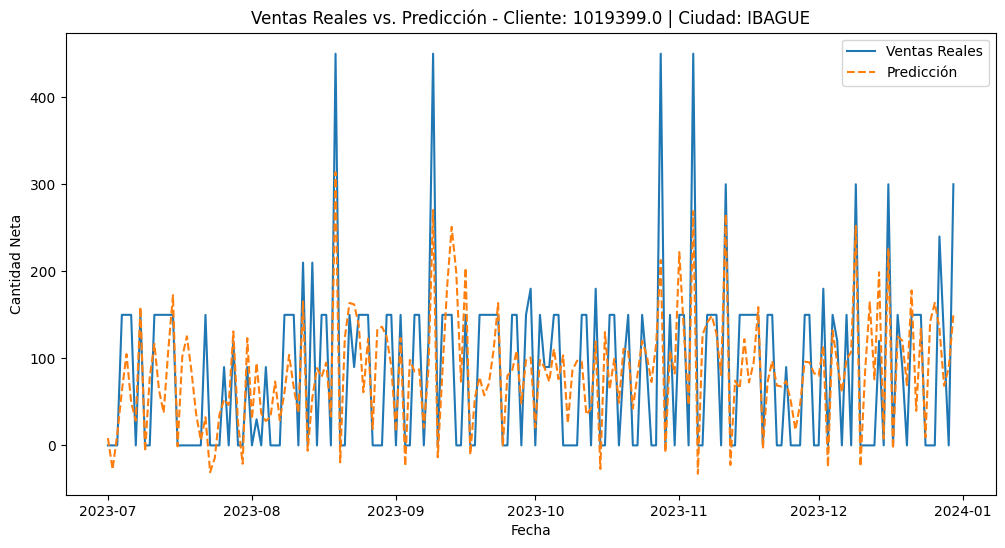 Ventas Reales vs. Predicción - Cliente: 1019399.0 | Ciudad: IBAGUE
Ventas Reales
Predicción
Cantidad Neta
400
300
200
100
0
2023-07
2023-08
2023-09
2023-10
2023-11
2023-12
2024-01
Fecha